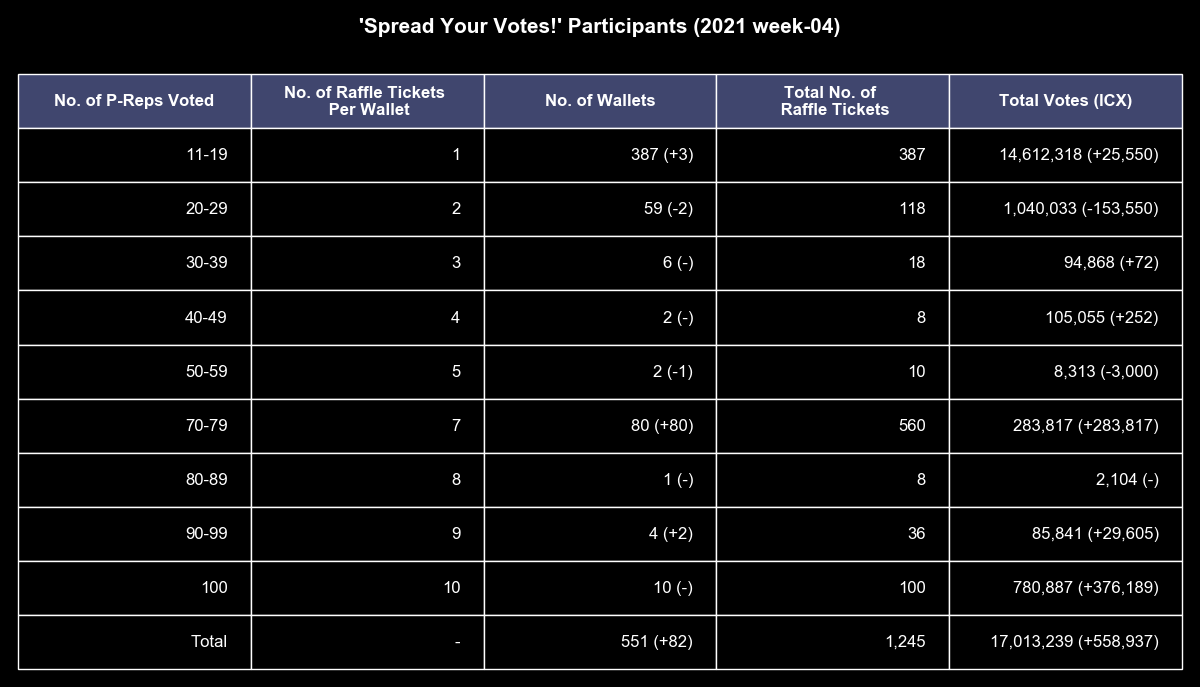 'Spread Your Votes!' Participants (2021 week-04)
No. of P-Reps Voted No. of Raffle Tickets Per Wallet No. of Wallets Total No. of Raffle Tickets Total Votes (ICX)
11-19 1 387 (+3) 387 14,612,318 (+25,550)
20-29 2 59 (-2) 118 1,040,033 (-153,550)
30-39 3 6 (-) 18 94,868 (+72)
40-49 4 2 (-) 8 105,055 (+252)
50-59 5 2 (-1) 10 8,313 (-3,000)
70-79 7 80 (+80) 560 283,817 (+283,817)
80-89 8 1 (-) 8 2,104 (-)
90-99 9 4 (+2) 36 85,841 (+29,605)
100 10 10 (-) 100 780,887 (+376,189)
Total - 551 (+82) 1,245 17,013,239 (+558,937)